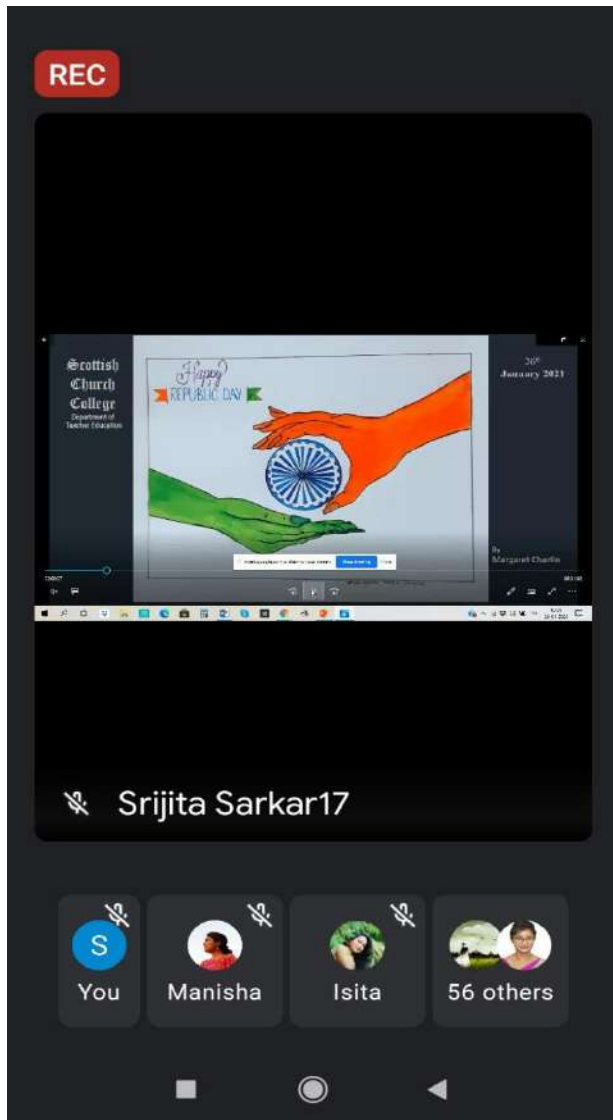 REC
Scottish
Church
College
Department of
Teacher Education
Happy
REPUBLIC DAY
26th
January 2021
By
Margaret Charlin
Srijita Sarkar17
S
You
Manisha
Isita
56 others